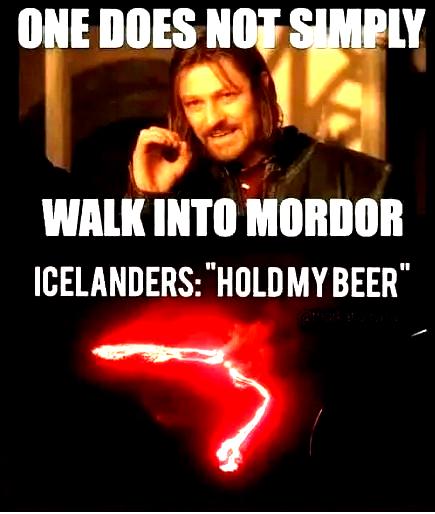 ONE DOES NOT SIMPLY
WALK INTO MORDOR
ICELANDERS: "HOLD MY BEER"